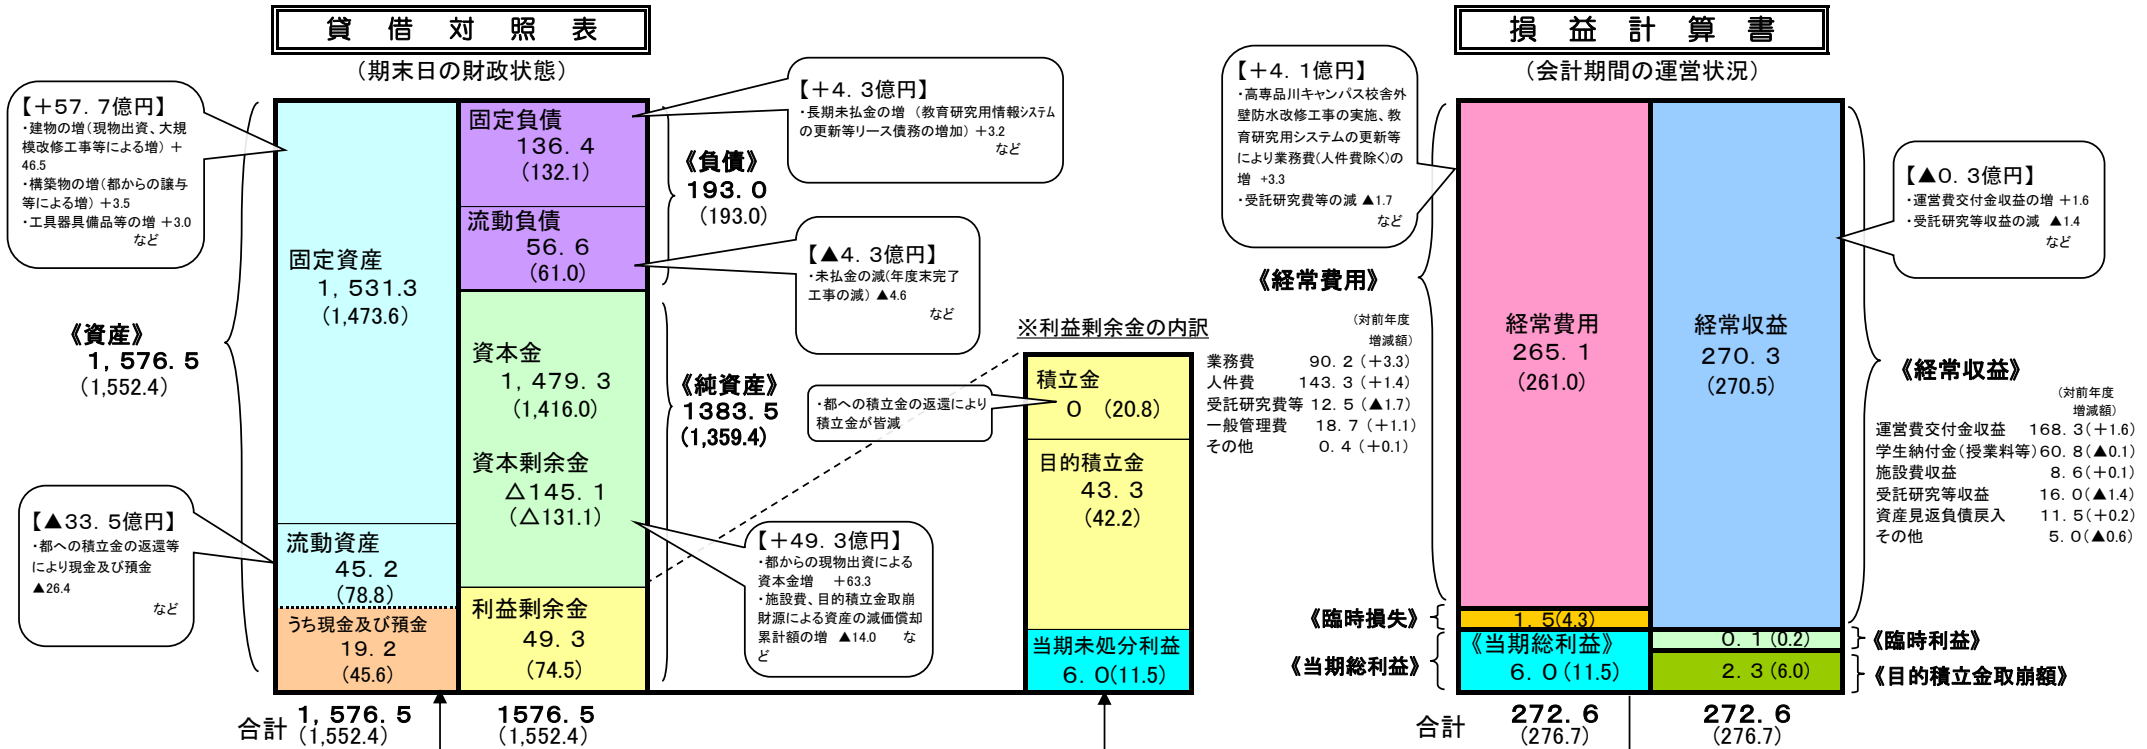 貸借対照表
（期末日の財政状態）
【＋57．7億円】
・建物の増(現物出資、大規
模改修工事等による増) ＋
46.5
・構築物の増(都からの譲与
等による増) ＋3.5
・工具器具備品等の増 ＋3.0
など
《資産》
1，576．5
(1,552.4)
【▲33．5億円】
・都への積立金の返還等
により現金及び預金
▲26.4
など
固定資産
1，531.3
(1,473.6)
流動資産
45．2
(78.8)
うち現金及び預金
19．2
(45.6)
固定負債
136．4
(132.1)
流動負債
56．6
(61.0)
資本金
1，479．3
(1,416.0)
資本剰余金
△145．1
(△131.1)
利益剰余金
49．3
(74.5)
合計
1，576．5
(1,552.4)
1576．5
(1,552.4)
【＋4．3億円】
・長期未払金の増 （教育研究用情報ｼｽﾃﾑ
の更新等リース債務の増加）＋3.2
など
《負債》
193．0
(193.0)
【▲4．3億円】
・未払金の減(年度末完了
工事の減) ▲4.6
など
《純資産》
1383．5
(1,359.4)
【＋49．3億円】
・都からの現物出資による
資本金増　＋63.3
・施設費、目的積立金取崩
財源による資産の減価償却
累計額の増　▲14.0　な
ど
※利益剰余金の内訳
・都への積立金の返還により
積立金が皆減
積立金
0　(20.8)
目的積立金
43．3
(42.2)
当期未処分利益
6．0(11.5)
損益計算書
（会計期間の運営状況）
【＋4．1億円】
・高専品川キャンパス校舎外
壁防水改修工事の実施、教
育研究用システムの更新等
により業務費(人件費除く)の
増　+3.3
・受託研究費等の減 ▲1.7
など
《経常費用》
(対前年度
増減額)
業務費　90．2（＋3.3）
人件費　143．3（＋1.4）
受託研究費等 12．5（▲1.7）
一般管理費　18．7（＋1.1）
その他　0．4（＋0.1）
《臨時損失》
《当期総利益》
経常費用
265．1
(261.0)
1．5(4.3)
《当期総利益》
6．0(11.5)
経常収益
270．3
(270.5)
0．1(0.2)
2．3(6.0)
合計
272．6
(276.7)
272．6
(276.7)
【▲0．3億円】
・運営費交付金収益の増 ＋1.6
・受託研究等収益の減　▲1.4
など
《経常収益》
(対前年度
増減額)
運営費交付金収益　168．3(＋1.6)
学生納付金(授業料等) 60．8(▲0.1)
施設費収益　8．6(＋0.1)
受託研究等収益　16．0(▲1.4)
資産見返負債戻入　11．5(＋0.2)
その他　5．0(▲0.6)
《臨時利益》
《目的積立金取崩額》